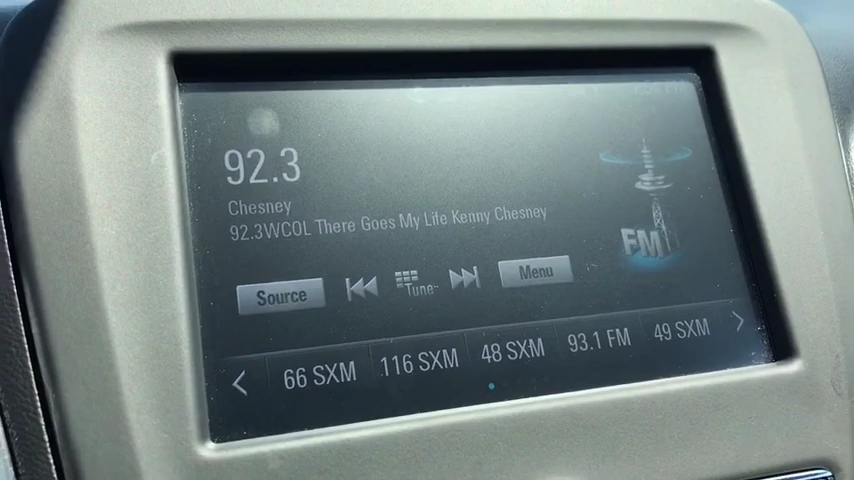 92.3
Chesney
92.3WCOL There Goes My Life Kenny Chesney
FM
Source
Tune
Menu
66 SXM
116 SXM
48 SXM
93.1 FM
49 SXM